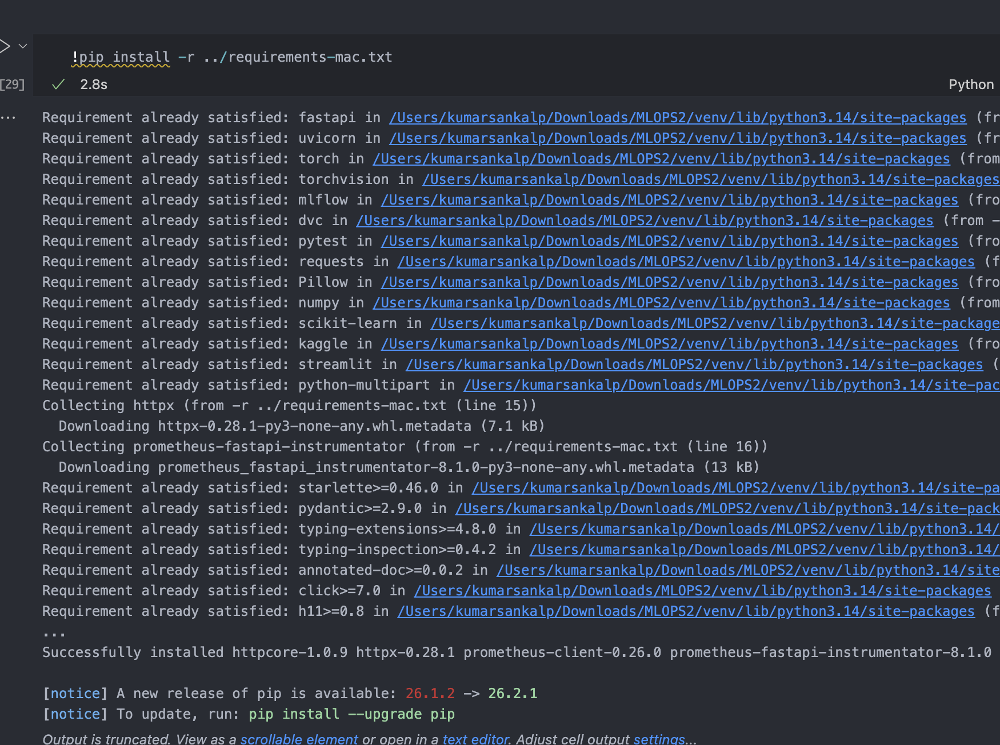 !pip install -r ../requirements-mac.txt
[29]
2.8s
Python
...
Requirement already satisfied: fastapi in /Users/kumarsankalp/Downloads/MLOPS2/venv/lib/python3.14/site-packages (fr
Requirement already satisfied: uvicorn in /Users/kumarsankalp/Downloads/MLOPS2/venv/lib/python3.14/site-packages (fr
Requirement already satisfied: torch in /Users/kumarsankalp/Downloads/MLOPS2/venv/lib/python3.14/site-packages (from
Requirement already satisfied: torchvision in /Users/kumarsankalp/Downloads/MLOPS2/venv/lib/python3.14/site-packages
Requirement already satisfied: mlflow in /Users/kumarsankalp/Downloads/MLOPS2/venv/lib/python3.14/site-packages (fro
Requirement already satisfied: dvc in /Users/kumarsankalp/Downloads/MLOPS2/venv/lib/python3.14/site-packages (from -
Requirement already satisfied: pytest in /Users/kumarsankalp/Downloads/MLOPS2/venv/lib/python3.14/site-packages (fro
Requirement already satisfied: requests in /Users/kumarsankalp/Downloads/MLOPS2/venv/lib/python3.14/site-packages (f
Requirement already satisfied: Pillow in /Users/kumarsankalp/Downloads/MLOPS2/venv/lib/python3.14/site-packages (fro
Requirement already satisfied: numpy in /Users/kumarsankalp/Downloads/MLOPS2/venv/lib/python3.14/site-packages (from
Requirement already satisfied: scikit-learn in /Users/kumarsankalp/Downloads/MLOPS2/venv/lib/python3.14/site-package
Requirement already satisfied: kaggle in /Users/kumarsankalp/Downloads/MLOPS2/venv/lib/python3.14/site-packages (fro
Requirement already satisfied: streamlit in /Users/kumarsankalp/Downloads/MLOPS2/venv/lib/python3.14/site-packages (
Requirement already satisfied: python-multipart in /Users/kumarsankalp/Downloads/MLOPS2/venv/lib/python3.14/site-pac
Collecting httpx (from -r ../requirements-mac.txt (line 15))
  Downloading httpx-0.28.1-py3-none-any.whl.metadata (7.1 kB)
Collecting prometheus-fastapi-instrumentator (from -r ../requirements-mac.txt (line 16))
  Downloading prometheus_fastapi_instrumentator-8.1.0-py3-none-any.whl.metadata (13 kB)
Requirement already satisfied: starlette>=0.46.0 in /Users/kumarsankalp/Downloads/MLOPS2/venv/lib/python3.14/site-pa
Requirement already satisfied: pydantic>=2.9.0 in /Users/kumarsankalp/Downloads/MLOPS2/venv/lib/python3.14/site-pack
Requirement already satisfied: typing-extensions>=4.8.0 in /Users/kumarsankalp/Downloads/MLOPS2/venv/lib/python3.14/
Requirement already satisfied: typing-inspection>=0.4.2 in /Users/kumarsankalp/Downloads/MLOPS2/venv/lib/python3.14/
Requirement already satisfied: annotated-doc>=0.0.2 in /Users/kumarsankalp/Downloads/MLOPS2/venv/lib/python3.14/site
Requirement already satisfied: click>=7.0 in /Users/kumarsankalp/Downloads/MLOPS2/venv/lib/python3.14/site-packages
Requirement already satisfied: h11>=0.8 in /Users/kumarsankalp/Downloads/MLOPS2/venv/lib/python3.14/site-packages (f
...
Successfully installed httpcore-1.0.9 httpx-0.28.1 prometheus-client-0.26.0 prometheus-fastapi-instrumentator-8.1.0
[notice] A new release of pip is available: 26.1.2 -> 26.2.1
[notice] To update, run: pip install --upgrade pip
Output is truncated. View as a scrollable element or open in a text editor. Adjust cell output settings...